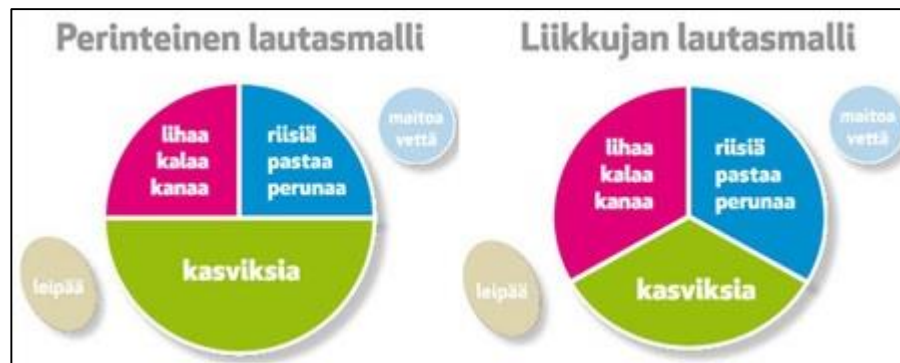 Perinteinen lautasmalli
lihaa
kalaa
kanaa
riisiä
pastaa
perunaa
maitoa
vettä
kasviksia
leipää
Liikkujan lautasmalli
lihaa
kalaa
kanaa
riisiä
pastaa
perunaa
maitoa
vettä
kasviksia
leipää